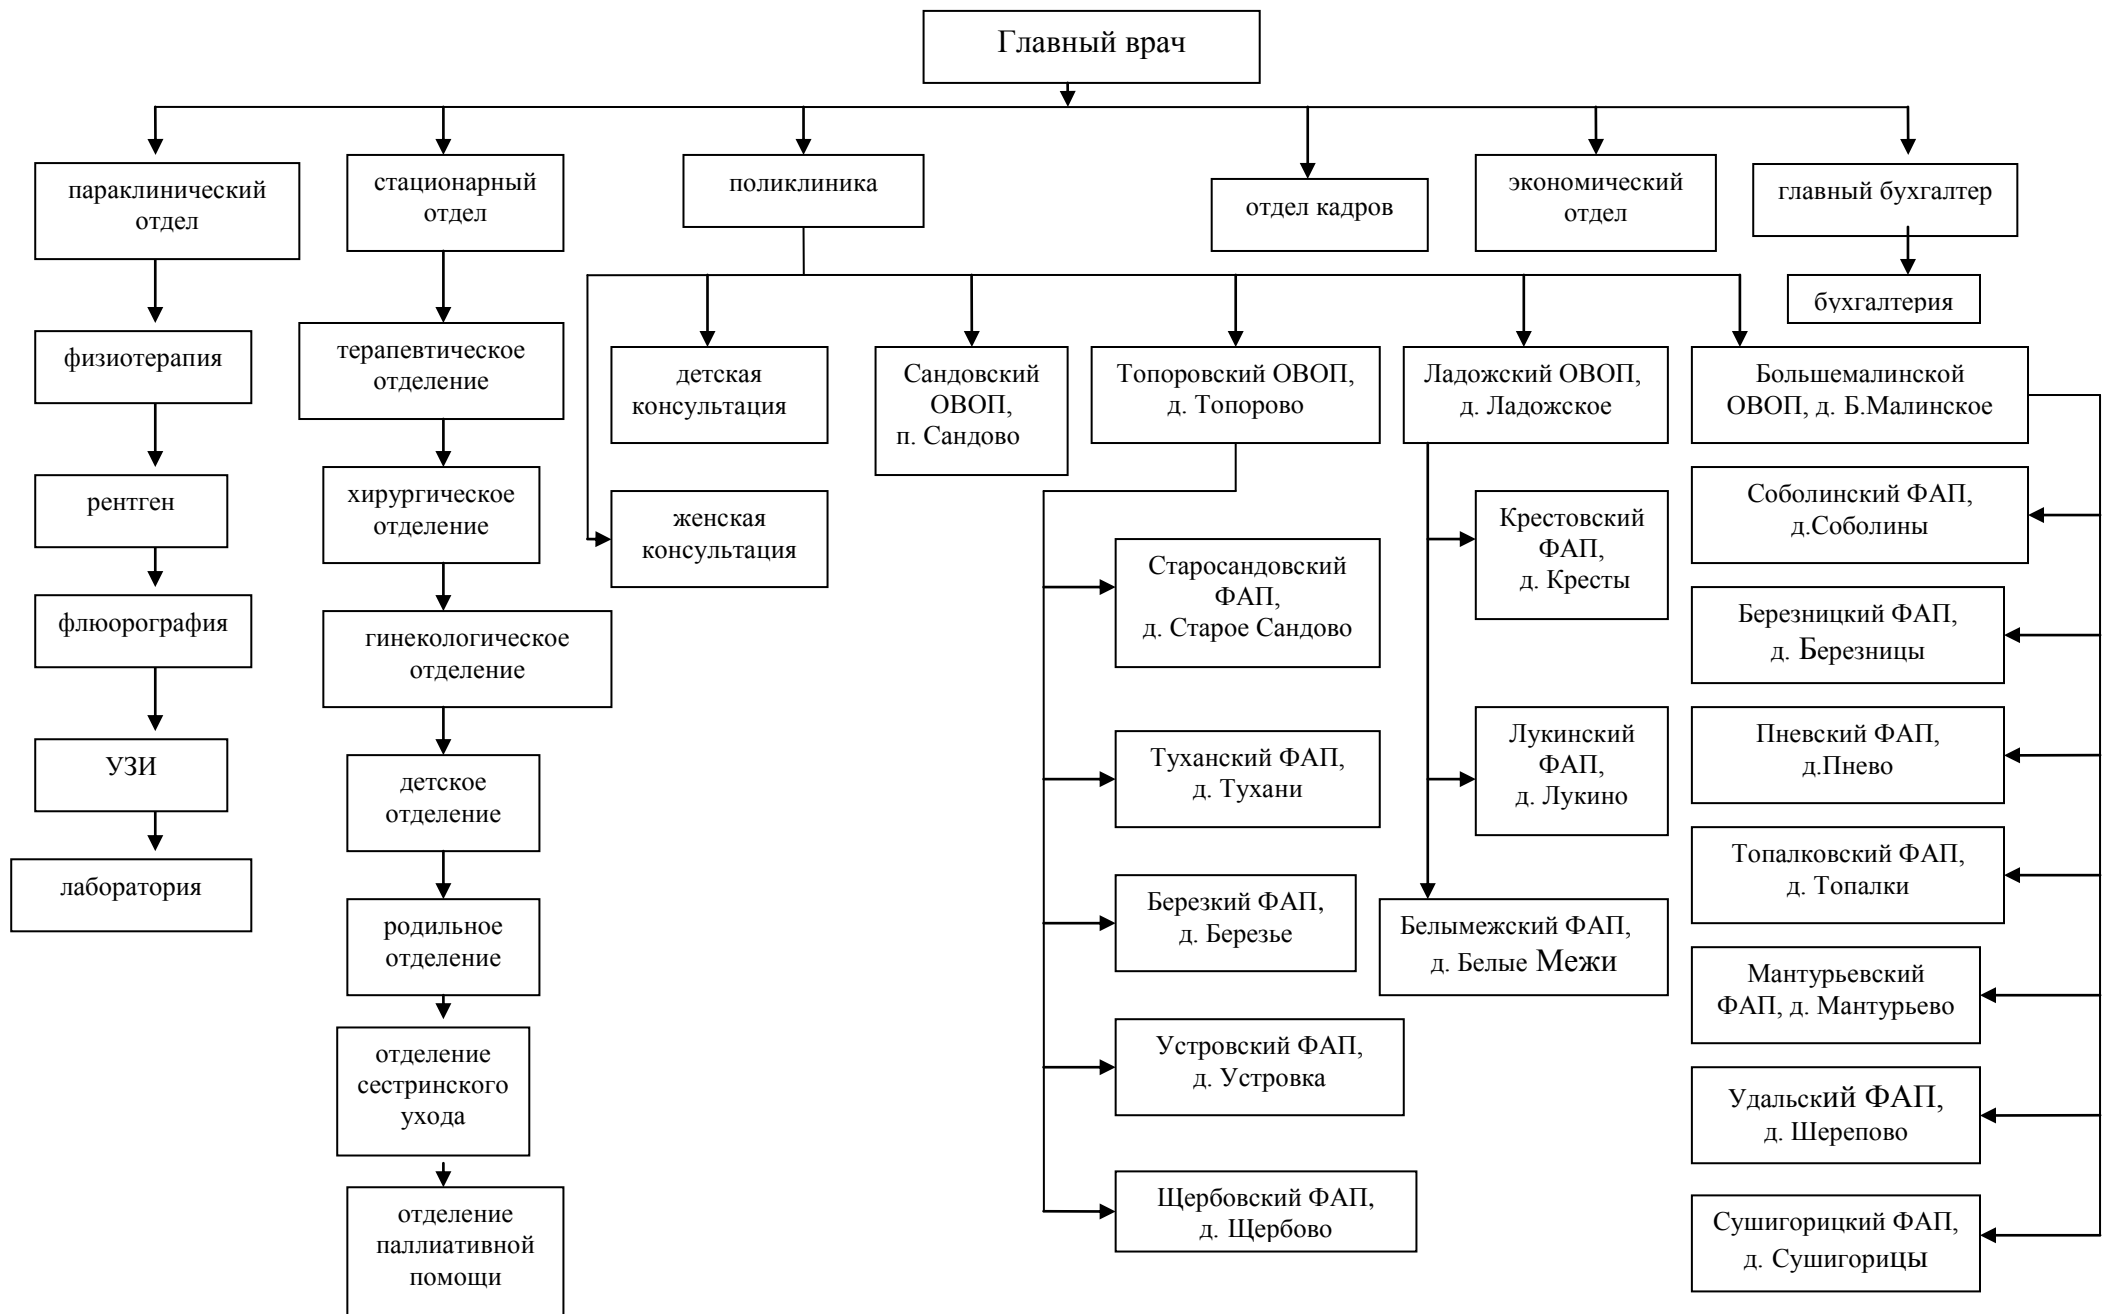 Главный врач
параклинический
отдел
стационарный
отдел
поликлиника
отдел кадров
экономический
отдел
главный бухгалтер
бухгалтерия
физиотерапия
рентген
флюорография
УЗИ
лаборатория
терапевтическое
отделение
хирургическое
отделение
гинекологическое
отделение
детское
отделение
родильное
отделение
отделение
сестринского
ухода
отделение
паллиативной
помощи
детская
консультация
женская
консультация
Сандовский
ОВОП,
п. Сандово
Топоровский ОВОП,
д. Топорово
Старосандовский
ФАП,
д. Старое Сандово
Туханский ФАП,
д. Тухани
Березкий ФАП,
д. Березье
Устровский ФАП,
д. Устровка
Щербовский ФАП,
д. Щербово
Ладожский ОВОП,
д. Ладожское
Крестовский
ФАП,
д. Кресты
Лукинский
ФАП,
д. Лукино
Белымежский ФАП,
д. Белые Межи
Большемалинской
ОВОП, д. Б.Малинское
Соболинский ФАП,
д.Соболины
Березницкий ФАП,
д. Березницы
Пневский ФАП,
д.Пнево
Топалковский ФАП,
д. Топалки
Мантурьевский
ФАП, д. Мантурьево
Удальский ФАП,
д. Шерепово
Сушигорицкий ФАП,
д. Сушигорицы